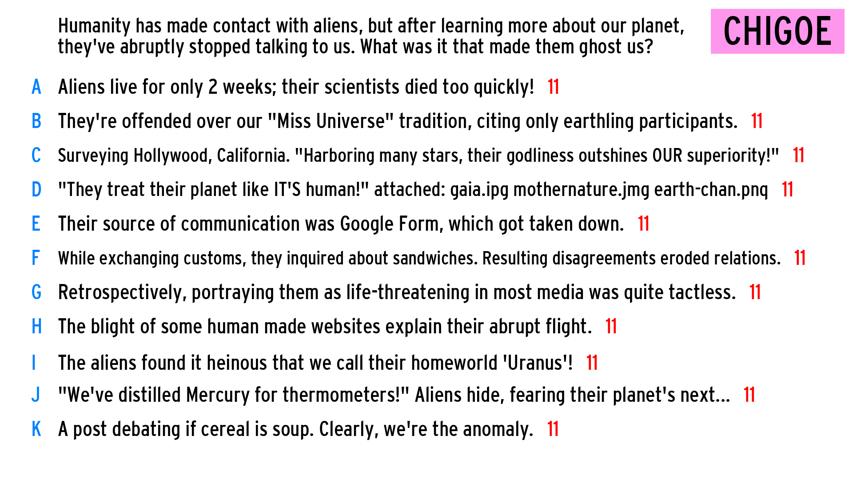 Humanity has made contact with aliens, but after learning more about our planet,
they've abruptly stopped talking to us. What was it that made them ghost us?
CHIGOE
A Aliens live for only 2 weeks; their scientists died too quickly! 11
B They're offended over our "Miss Universe" tradition, citing only earthling participants. 11
C Surveying Hollywood, California. "Harboring many stars, their godliness outshines OUR superiority!" 11
D "They treat their planet like IT'S human!" attached: gaia.ipg mothernature.jmg earth-chan.pnq 11
E Their source of communication was Google Form, which got taken down. 11
F While exchanging customs, they inquired about sandwiches. Resulting disagreements eroded relations. 11
G Retrospectively, portraying them as life-threatening in most media was quite tactless. 11
H The blight of some human made websites explain their abrupt flight. 11
I The aliens found it heinous that we call their homeworld 'Uranus'! 11
J "We've distilled Mercury for thermometers!" Aliens hide, fearing their planet's next... 11
K A post debating if cereal is soup. Clearly, we're the anomaly. 11